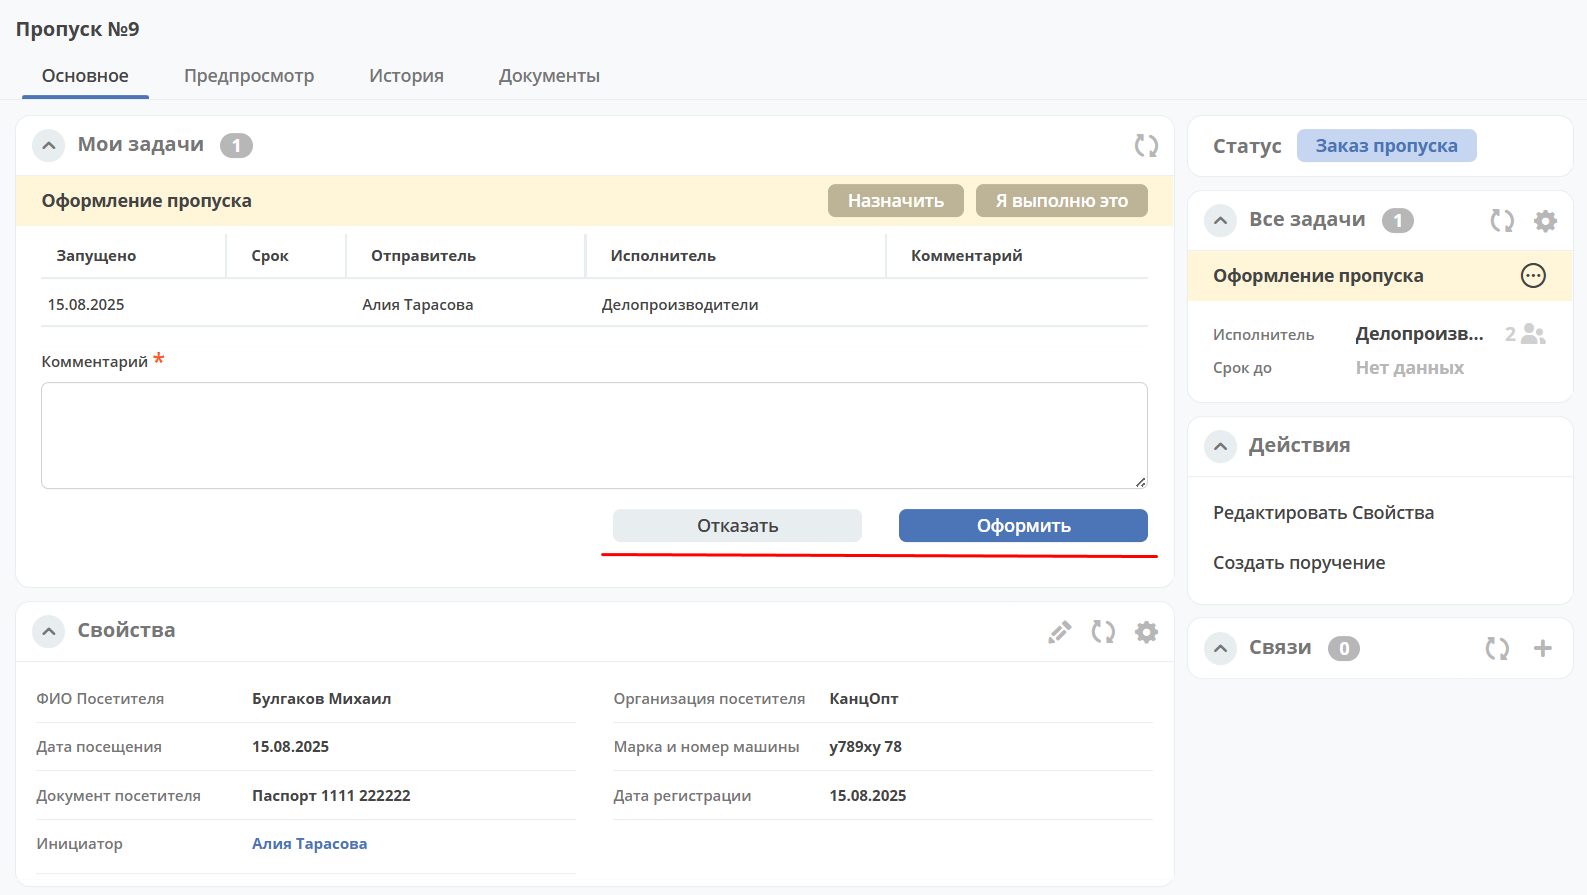 Пропуск №9
Основное Предпросмотр История Документы
Мои задачи 1
Оформление пропуска Назначить Я выполню это
Запущено Срок Отправитель Исполнитель Комментарий
15.08.2025 Алия Тарасова Делопроизводители
Комментарий *
Отказать Оформить
Свойства
ФИО Посетителя Булгаков Михаил Организация посетителя КанцОпт
Дата посещения 15.08.2025 Марка и номер машины у789ху 78
Документ посетителя Паспорт 1111 222222 Дата регистрации 15.08.2025
Инициатор Алия Тарасова
Статус Заказ пропуска
Все задачи 1
Оформление пропуска
Исполнитель Делопроизв... 2
Срок до Нет данных
Действия
Редактировать Свойства
Создать поручение
Связи 0